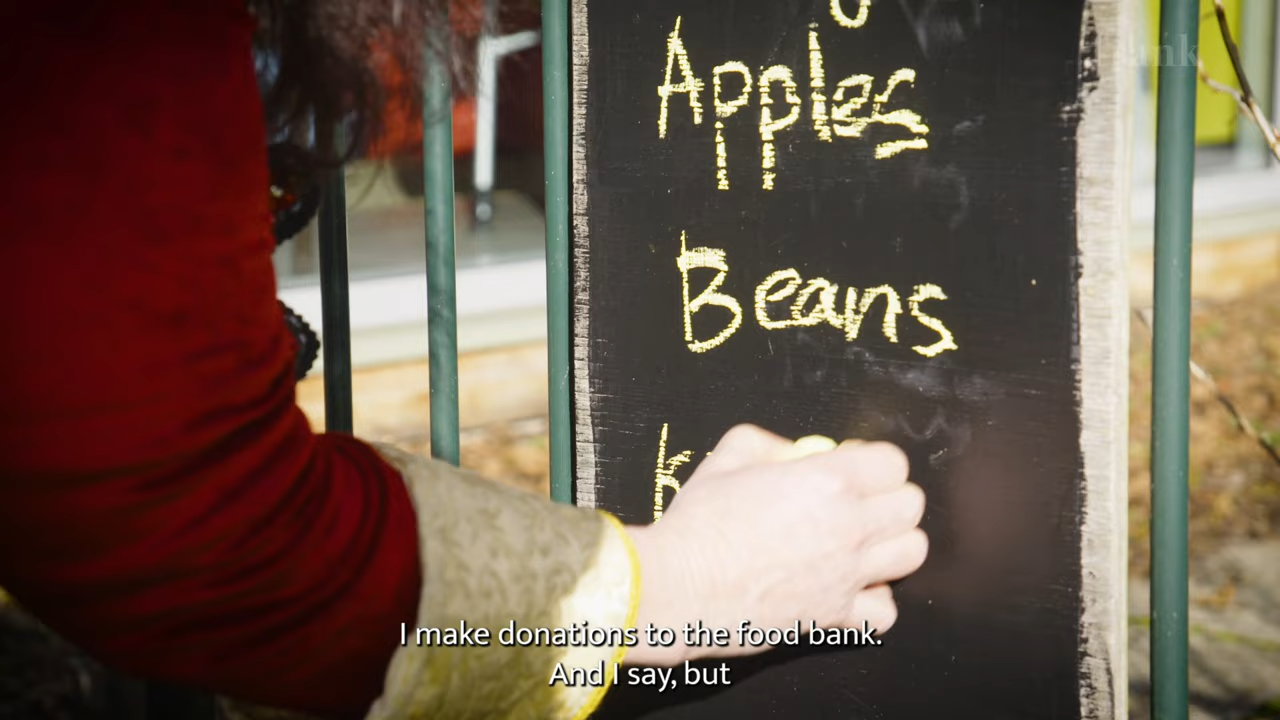 Apples
Beans
I make donations to the food bank.
And I say, but